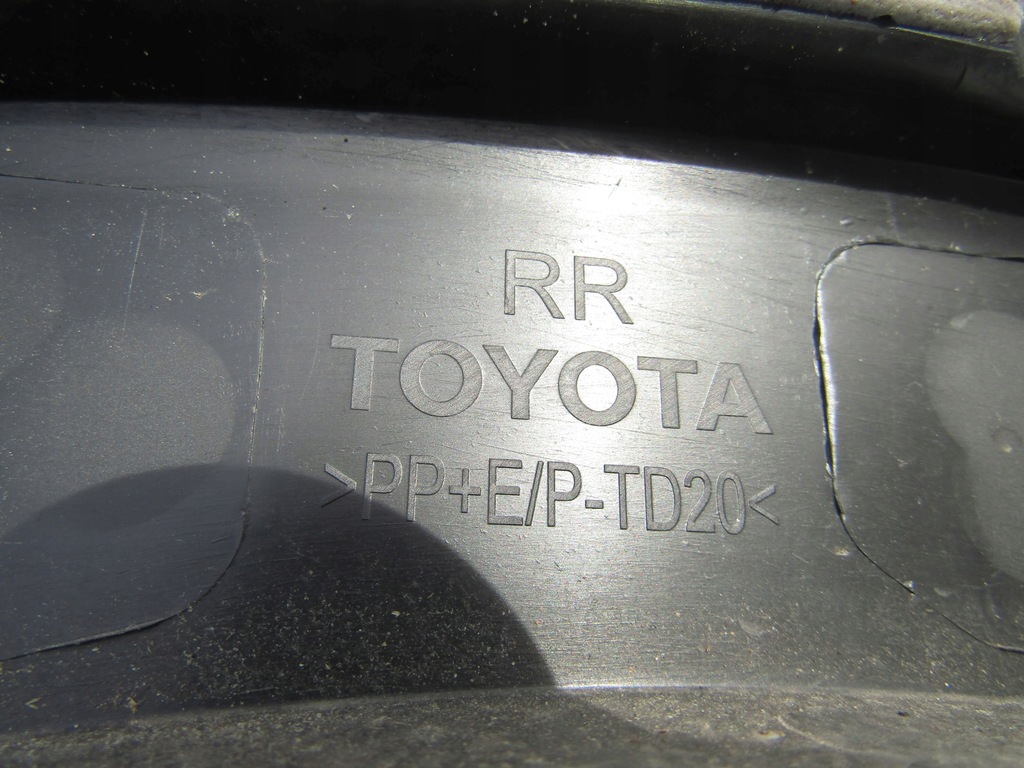 RR
TOYOTA
>PP+E/P-TD20<